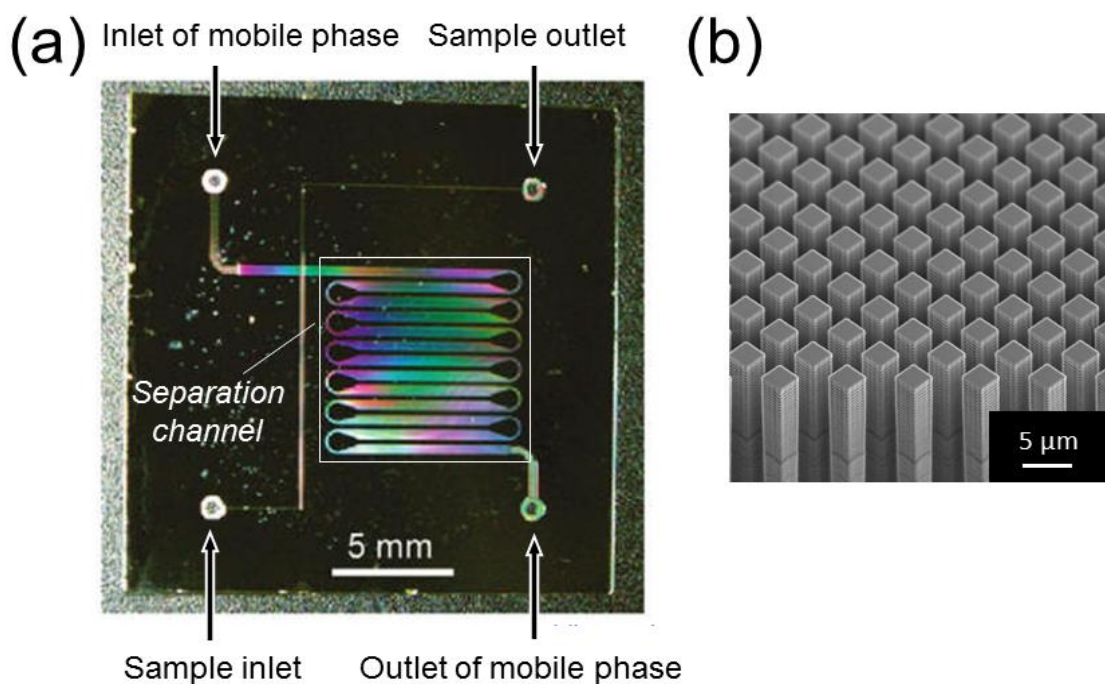 (a)
Inlet of mobile phase
Sample outlet
(b)
Separation
channel
5 mm
5 μm
Sample inlet
Outlet of mobile phase